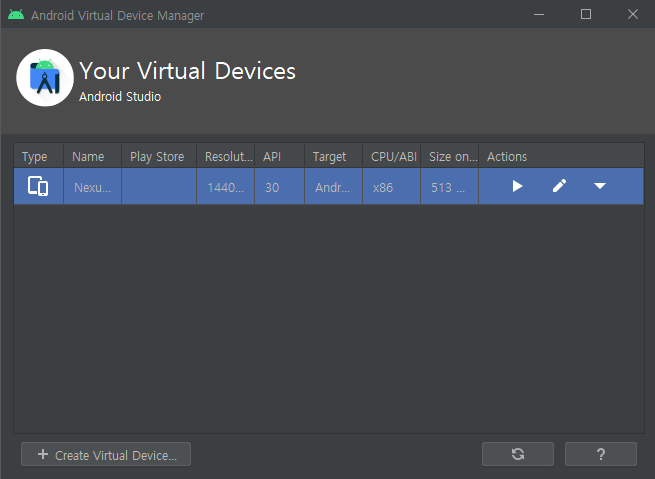 Android Virtual Device Manager
Your Virtual Devices
Android Studio
Type Name Play Store Resolut... API Target CPU/ABI Size on... Actions
Nexu... 1440... 30 Andr... x86 513 ...
+ Create Virtual Device... ?